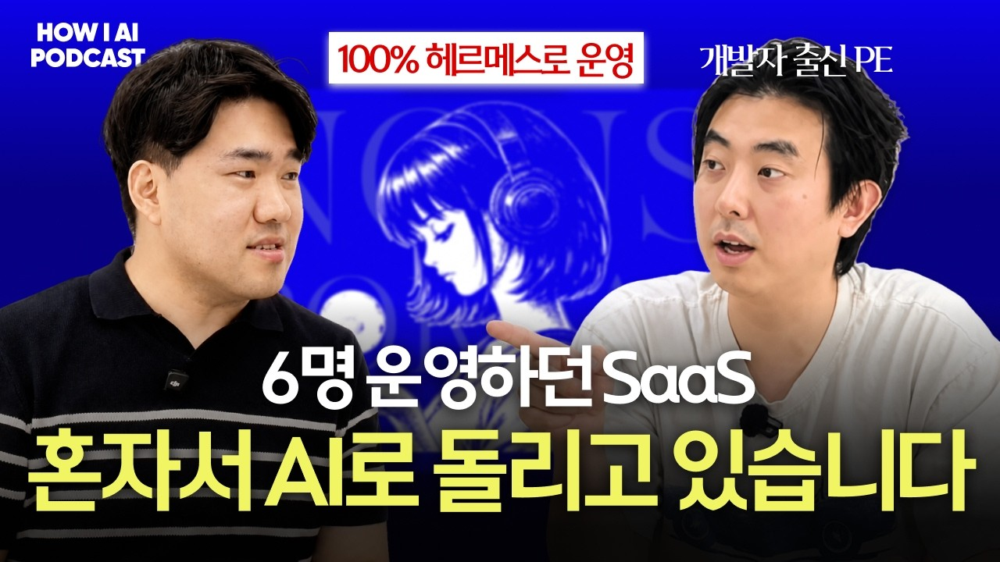 HOW I AI
PODCAST
100% 헤르메스로 운영
개발자 출신 PE
6명 운영하던 SaaS
혼자서 AI로 돌리고 있습니다